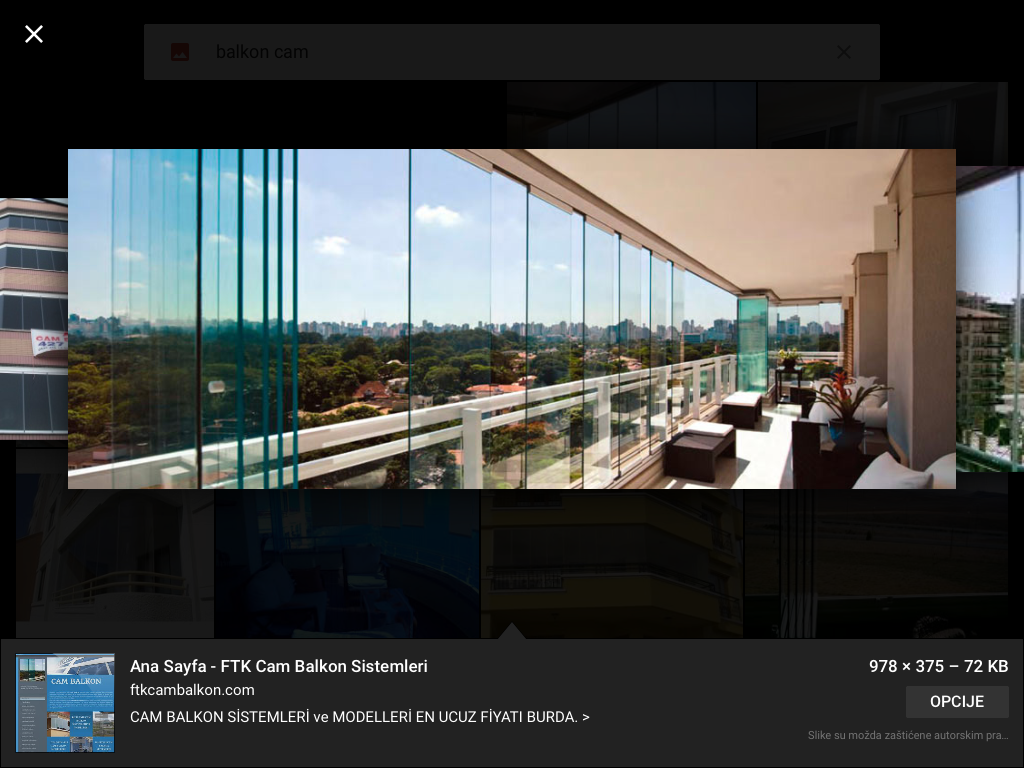 balkon cam
CAM
427
CAM BALKON
Ana Sayfa - FTK Cam Balkon Sistemleri
978 × 375 – 72 KB
ftkcambalkon.com
OPCIJE
CAM BALKON SİSTEMLERİ ve MODELLERİ EN UCUZ FİYATI BURDA. >
Slike su možda zaštićene autorskim pra…